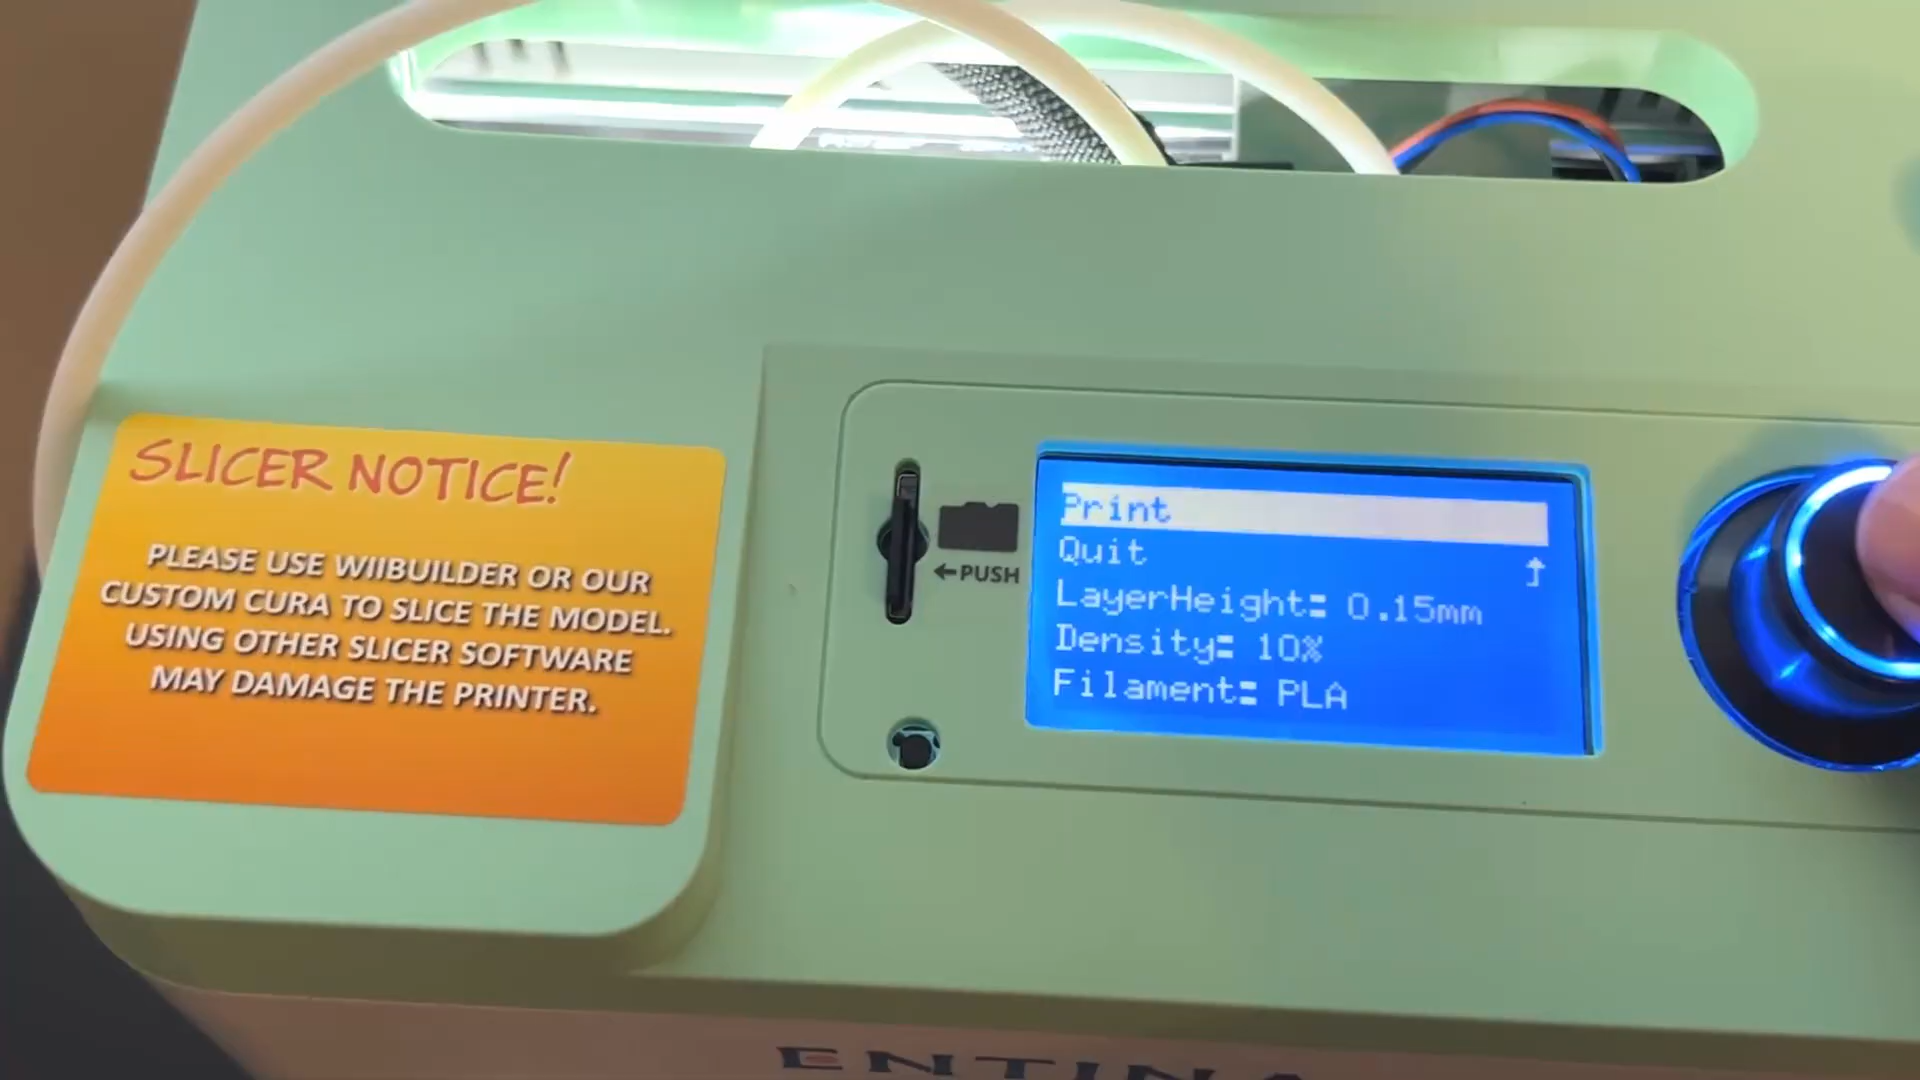 SLICER NOTICE!
PLEASE USE WIIBUILDER OR OUR
CUSTOM CURA TO SLICE THE MODEL.
USING OTHER SLICER SOFTWARE
MAY DAMAGE THE PRINTER.
←PUSH
Print
Quit
LayerHeight: 0.15mm
Density: 10%
Filament: PLA
ENTINA